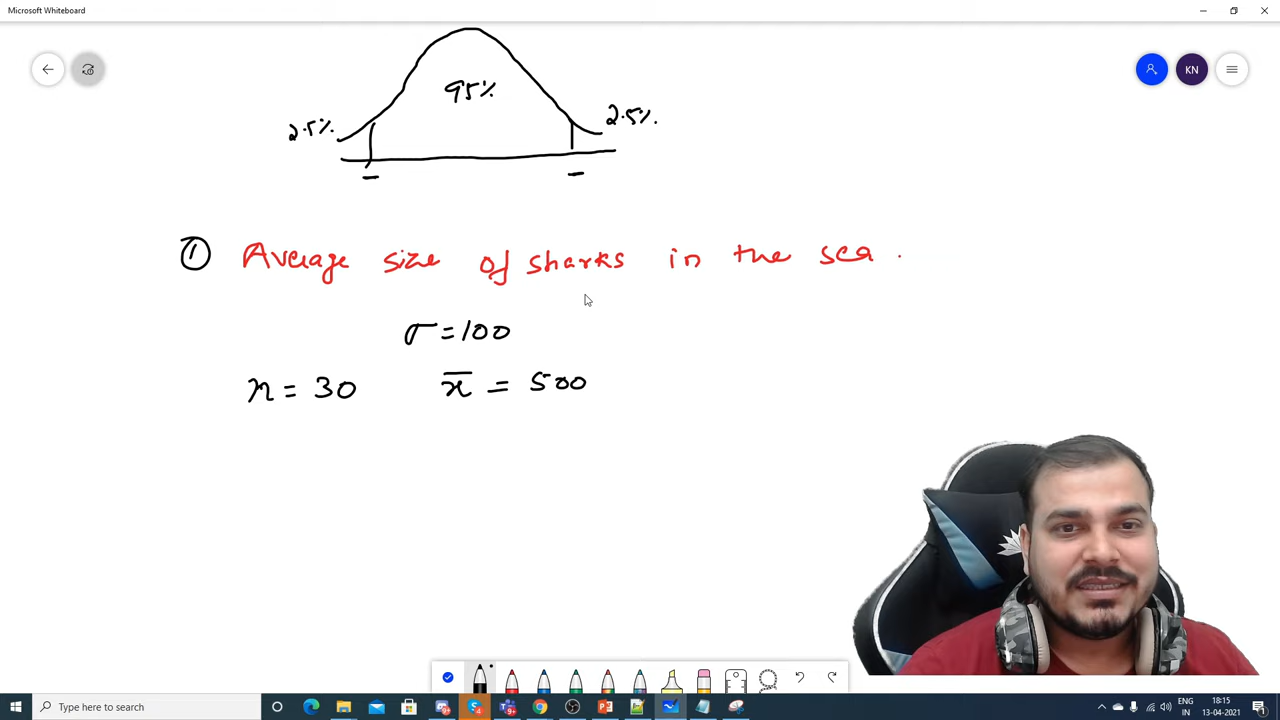 Microsoft Whiteboard
KN
95%
2.5%.
2.5%.
① Average size of sharks in the sea.
σ = 100
n = 30 x̄ = 500
Type here to search
ENG
IN
18:15
13-04-2021